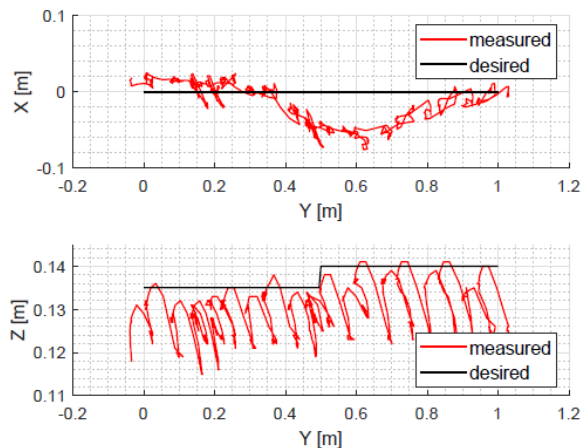 0.1
0
-0.1
X [m]
measured
desired
-0.2 0 0.2 0.4 0.6 0.8 1 1.2
Y [m]
0.14
0.13
0.12
0.11
Z [m]
measured
desired
-0.2 0 0.2 0.4 0.6 0.8 1 1.2
Y [m]